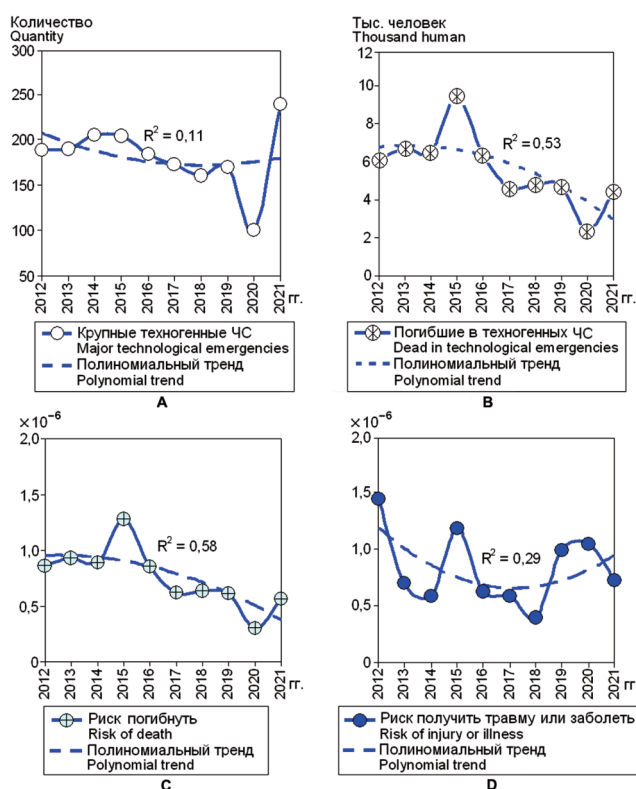 Количество
Quantity
300
250
200
150
100
50
R² = 0,11
2012
2013
2014
2015
2016
2017
2018
2019
2020
2021
гг.
Крупные техногенные ЧС
Major technological emergencies
Полиномиальный тренд
Polynomial trend
A
Тыс. человек
Thousand human
12
10
8
6
4
2
0
R² = 0,53
2012
2013
2014
2015
2016
2017
2018
2019
2020
2021
гг.
Погибшие в техногенных ЧС
Dead in technological emergencies
Полиномиальный тренд
Polynomial trend
B
×10⁻⁶
2,0
1,5
1,0
0,5
0
R² = 0,58
2012
2013
2014
2015
2016
2017
2018
2019
2020
2021
гг.
Риск погибнуть
Risk of death
Полиномиальный тренд
Polynomial trend
C
×10⁻⁶
2,0
1,5
1,0
0,5
0
R² = 0,29
2012
2013
2014
2015
2016
2017
2018
2019
2020
2021
гг.
Риск получить травму или заболеть
Risk of injury or illness
Полиномиальный тренд
Polynomial trend
D